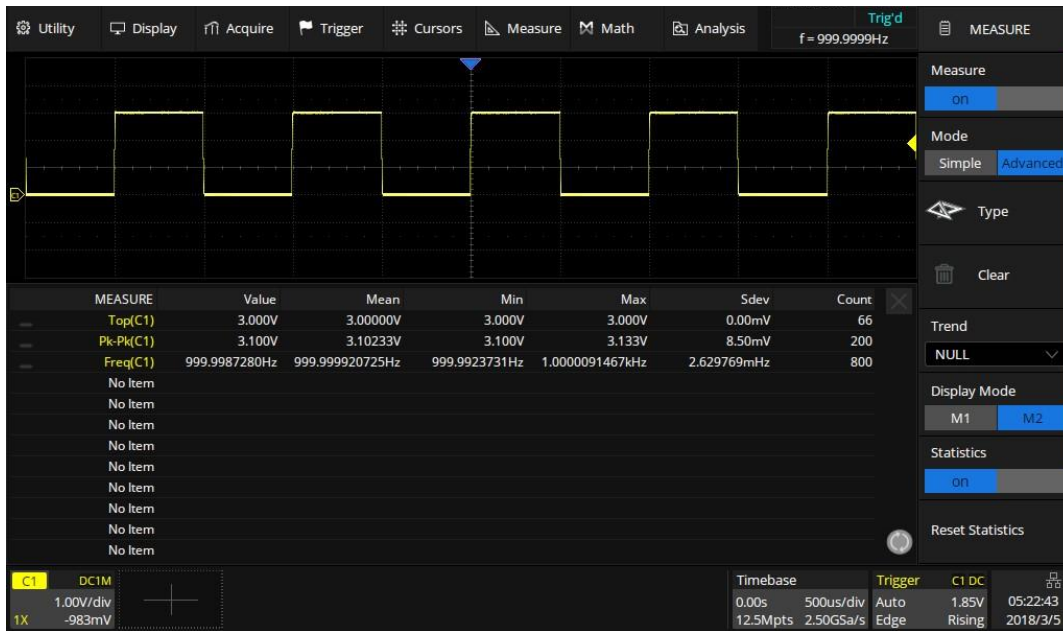 Utility Display Acquire Trigger Cursors Measure Math Analysis
Trig'd
f = 999.9999Hz
MEASURE
Measure
on
Mode
Simple Advanced
Type
Clear
Trend
NULL
Display Mode
M1 M2
Statistics
on
Reset Statistics
C1
MEASURE Value Mean Min Max Sdev Count
Top(C1) 3.000V 3.00000V 3.000V 3.000V 0.00mV 66
Pk-Pk(C1) 3.100V 3.10233V 3.100V 3.133V 8.50mV 200
Freq(C1) 999.9987280Hz 999.999920725Hz 999.9923731Hz 1.0000091467kHz 2.629769mHz 800
No Item
No Item
No Item
No Item
No Item
No Item
No Item
No Item
No Item
C1 DC1M
1.00V/div
1X -983mV
Timebase
0.00s 500us/div
12.5Mpts 2.50GSa/s
Trigger C1 DC
Auto 1.85V
Edge Rising
05:22:43
2018/3/5